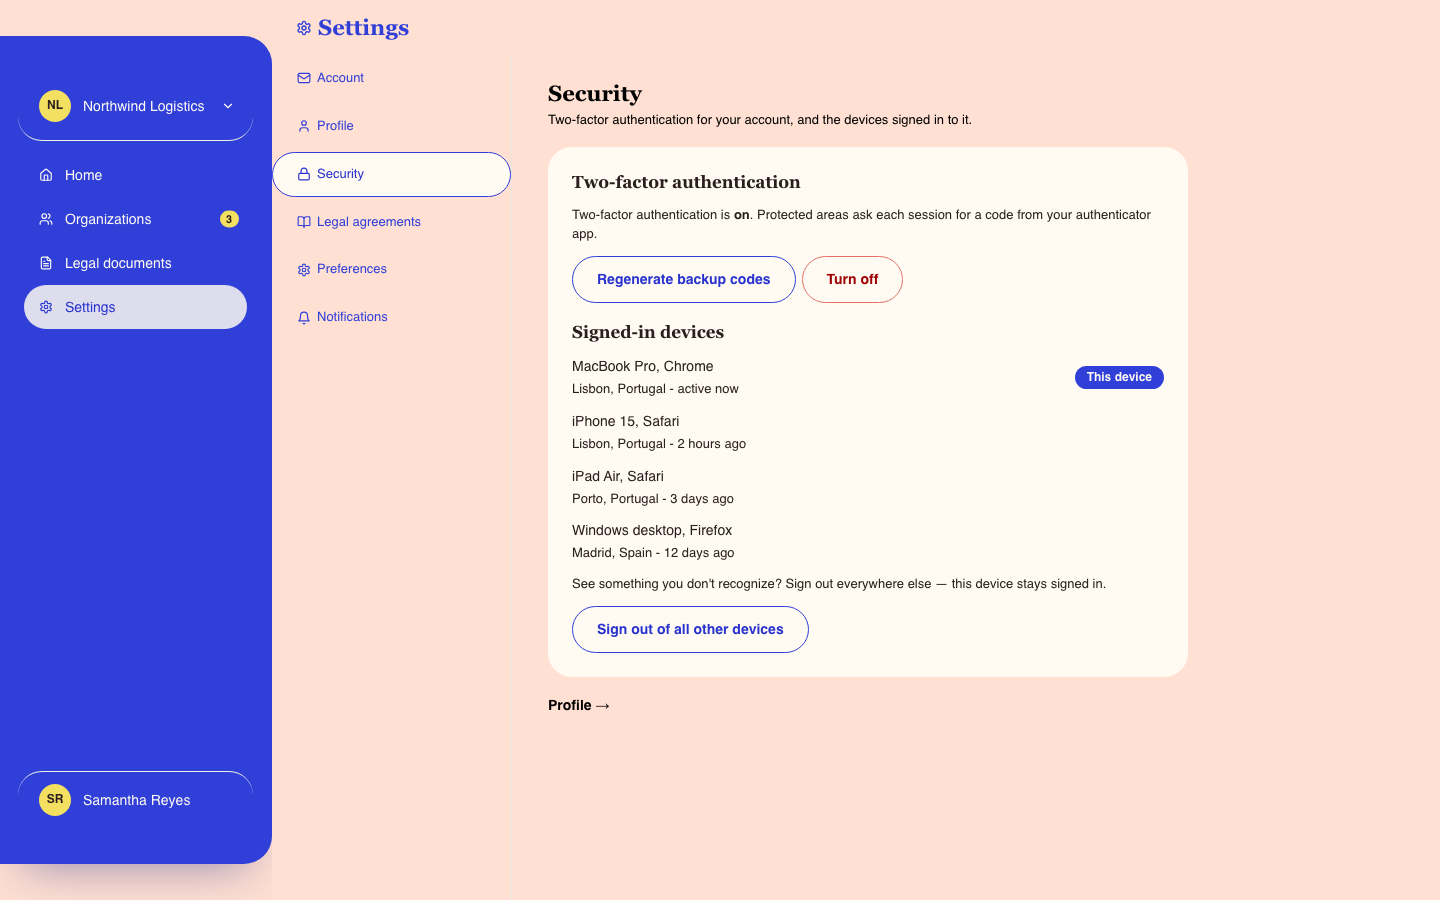 NL
Northwind Logistics
Home
Organizations
3
Legal documents
Settings
SR
Samantha Reyes
Settings
Account
Profile
Security
Legal agreements
Preferences
Notifications
Security
Two-factor authentication for your account, and the devices signed in to it.
Two-factor authentication
Two-factor authentication is on. Protected areas ask each session for a code from your authenticator
app.
Regenerate backup codes
Turn off
Signed-in devices
MacBook Pro, Chrome
Lisbon, Portugal - active now
This device
iPhone 15, Safari
Lisbon, Portugal - 2 hours ago
iPad Air, Safari
Porto, Portugal - 3 days ago
Windows desktop, Firefox
Madrid, Spain - 12 days ago
See something you don't recognize? Sign out everywhere else — this device stays signed in.
Sign out of all other devices
Profile →